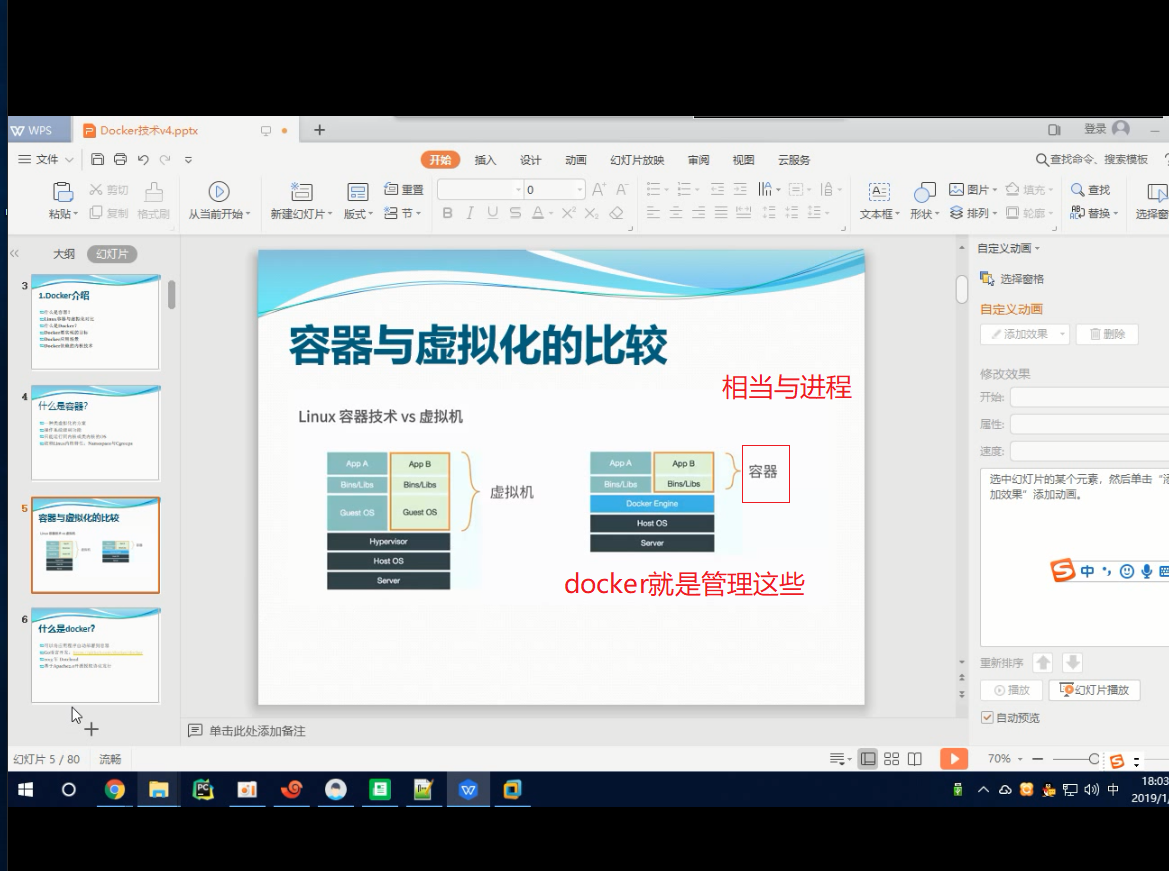 WPS
Docker技术v4.pptx
登录
文件
开始 插入 设计 动画 幻灯片放映 审阅 视图 云服务
查找命令、搜索模板
粘贴 剪切 复制 格式刷
从当前开始
新建幻灯片 版式 重置 节
0
B I U S A X² X₂
文本框 形状 图片 排列 填充 轮廓 查找 替换
大纲 幻灯片
3
1.Docker介绍
4
什么是容器?
5
容器与虚拟化的比较
6
什么是docker?
容器与虚拟化的比较
相当与进程
Linux 容器技术 vs 虚拟机
App A App B
Bins/Libs Bins/Libs
Guest OS Guest OS
虚拟机
Hypervisor
Host OS
Server
App A App B
Bins/Libs Bins/Libs
容器
Docker Engine
Host OS
Server
docker就是管理这些
单击此处添加备注
自定义动画
选择窗格
自定义动画
添加效果 删除
修改效果
开始:
属性:
速度:
选中幻灯片的某个元素，然后单击“添
加效果”添加动画。
中
重新排序
播放 幻灯片播放
自动预览
幻灯片 5 / 80 流畅
70%
中
18:03
2019/1/